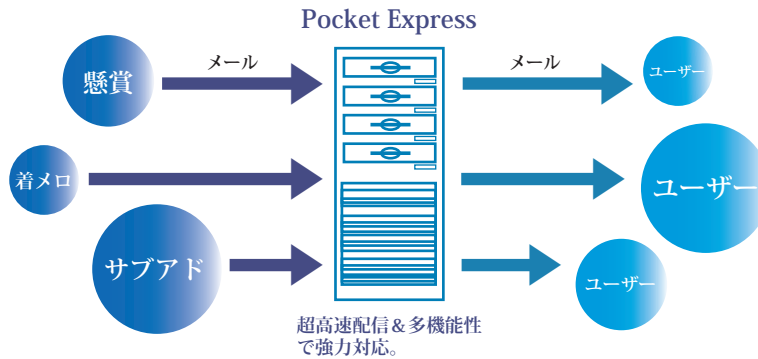 Pocket Express
メール
メール
懸賞
ユーザー
着メロ
ユーザー
サブアド
ユーザー
超高速配信＆多機能性
で強力対応。